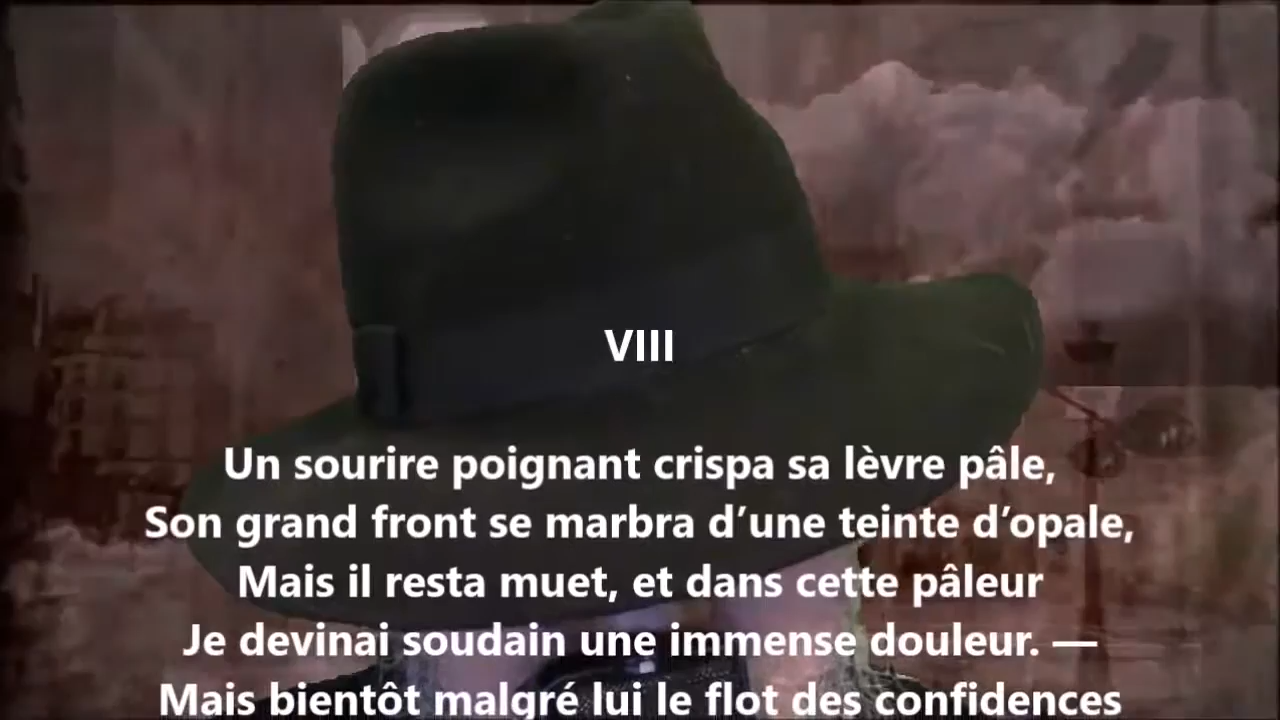 VIII
Un sourire poignant crispa sa lèvre pâle,
Son grand front se marbra d’une teinte d’opale,
Mais il resta muet, et dans cette pâleur
Je devinai soudain une immense douleur. —
Mais bientôt malgré lui le flot des confidences